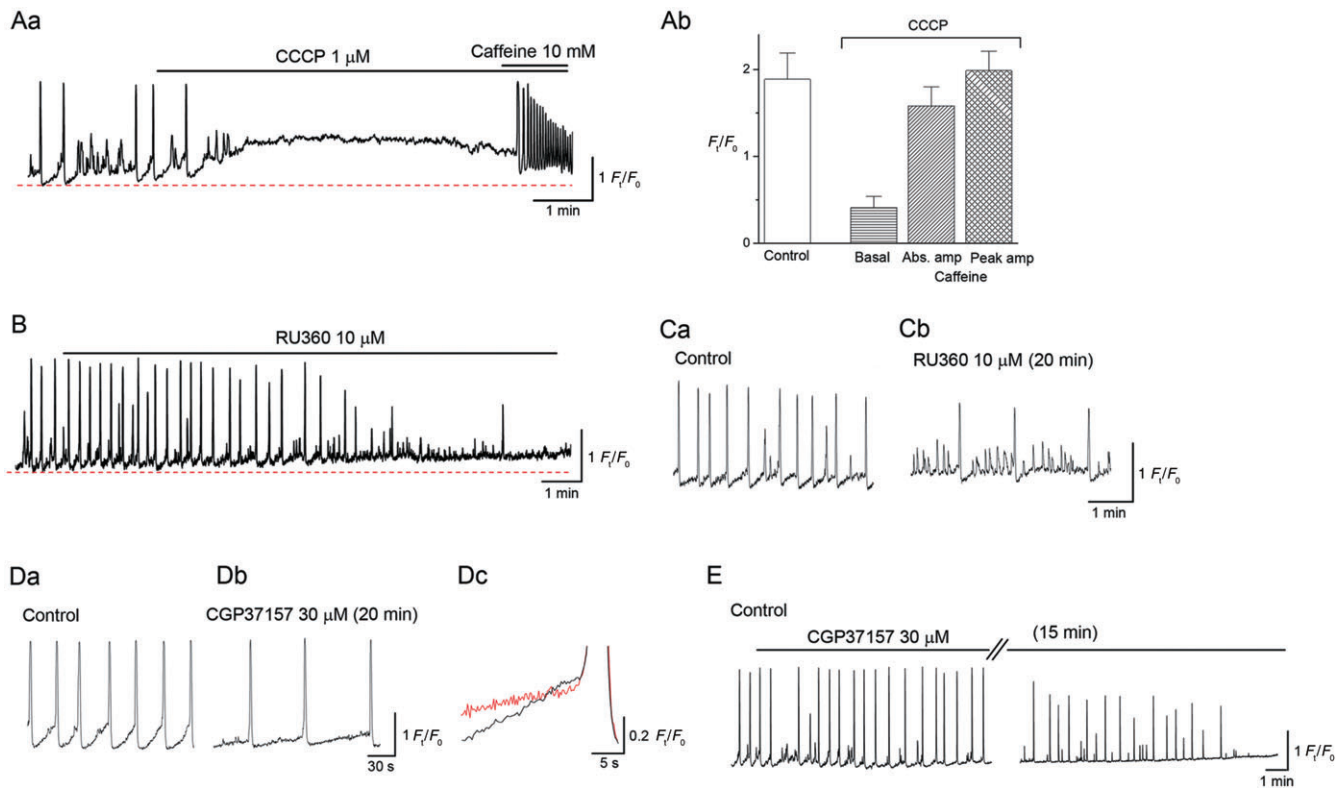 Aa
CCCP 1 μM
Caffeine 10 mM
1 Ft/F0
1 min
Ab
CCCP
2
Ft/F0
1
0
Control
Basal
Abs. amp
Peak amp
Caffeine
B
RU360 10 μM
1 Ft/F0
1 min
Ca
Control
Cb
RU360 10 μM (20 min)
1 Ft/F0
1 min
Da
Control
Db
CGP37157 30 μM (20 min)
1 Ft/F0
30 s
Dc
0.2 Ft/F0
5 s
E
Control
CGP37157 30 μM
(15 min)
1 Ft/F0
1 min